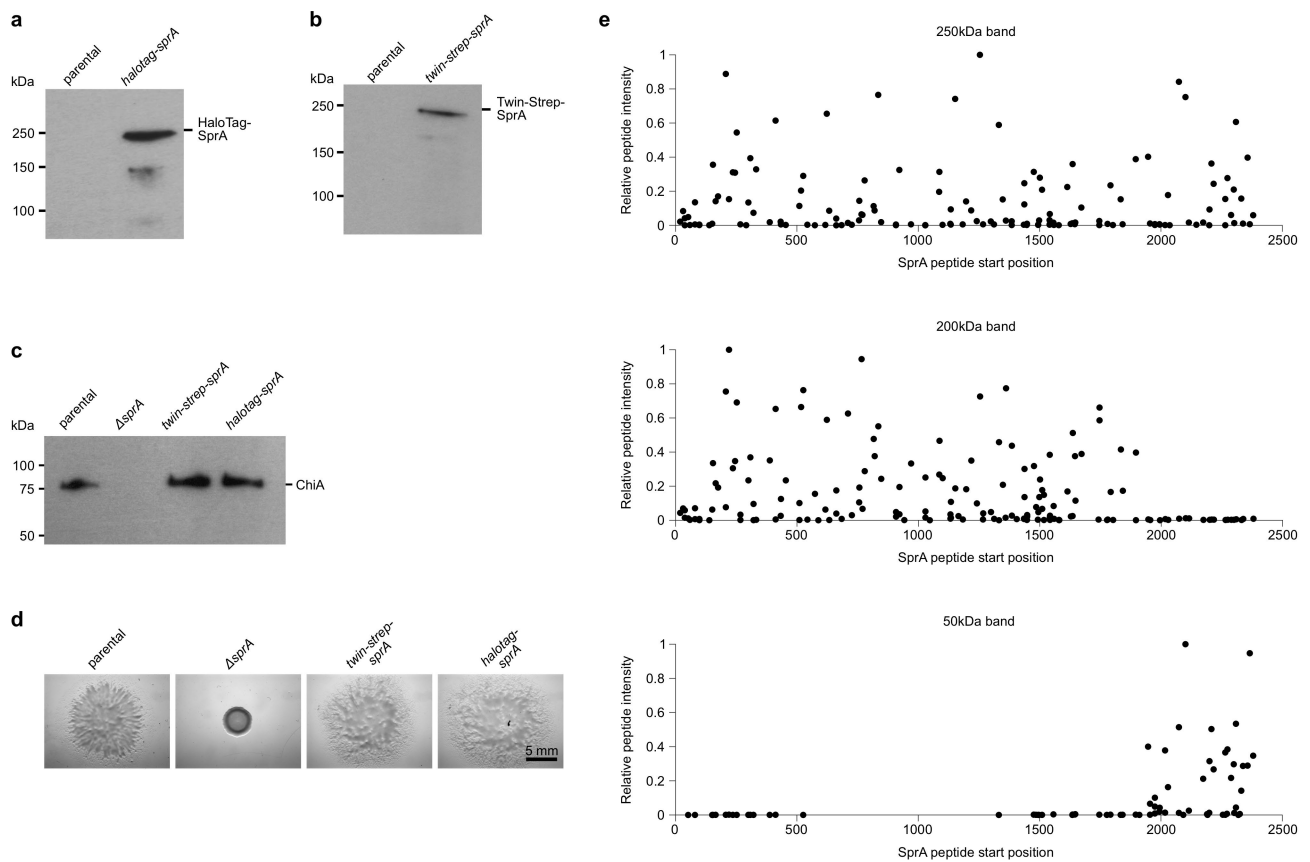 a
parental
halotag-sprA
kDa
250
150
100
HaloTag-
SprA
b
parental
twin-strep-sprA
kDa
250
150
100
Twin-Strep-
SprA
c
parental
ΔsprA
twin-strep-sprA
halotag-sprA
kDa
100
75
50
ChiA
d
parental
ΔsprA
twin-strep-
sprA
halotag-
sprA
5 mm
e
250kDa band
Relative peptide intensity
1
0.8
0.6
0.4
0.2
0
0 500 1000 1500 2000 2500
SprA peptide start position
200kDa band
Relative peptide intensity
1
0.8
0.6
0.4
0.2
0
0 500 1000 1500 2000 2500
SprA peptide start position
50kDa band
Relative peptide intensity
1
0.8
0.6
0.4
0.2
0
0 500 1000 1500 2000 2500
SprA peptide start position